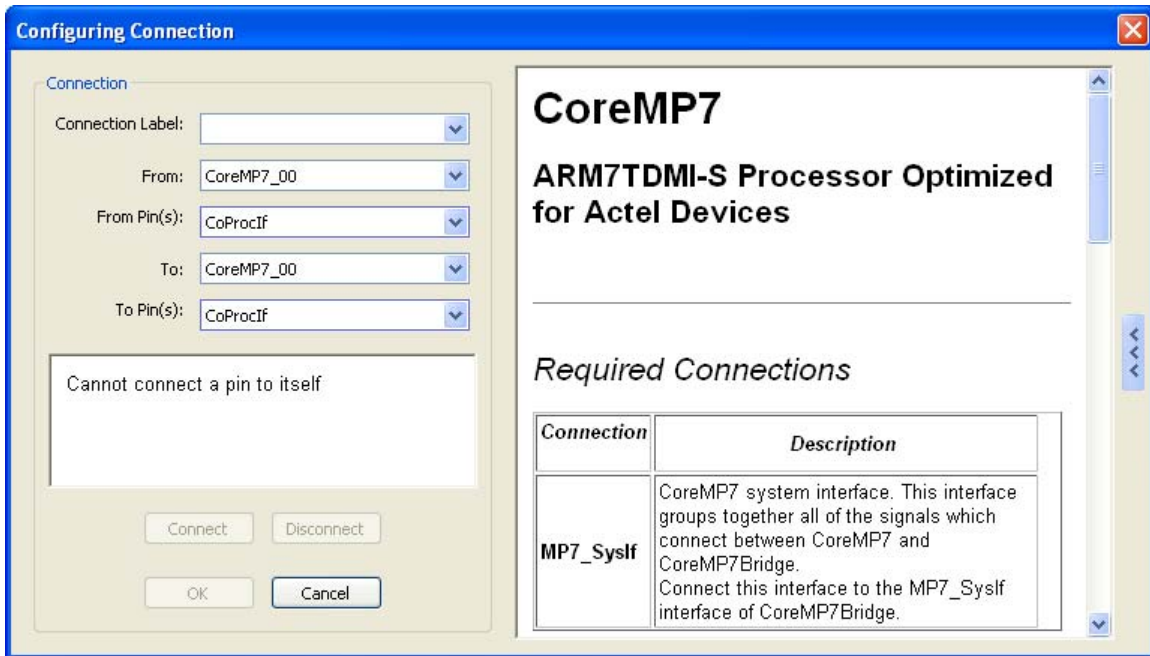 Configuring Connection
Connection
Connection Label:
From: CoreMP7_00
From Pin(s): CoProcIf
To: CoreMP7_00
To Pin(s): CoProcIf
Cannot connect a pin to itself
Connect Disconnect
OK Cancel
CoreMP7
ARM7TDMI-S Processor Optimized
for Actel Devices
Required Connections
Connection Description
MP7_SysIf
CoreMP7 system interface. This interface
groups together all of the signals which
connect between CoreMP7 and
CoreMP7Bridge.
Connect this interface to the MP7_SysIf
interface of CoreMP7Bridge.